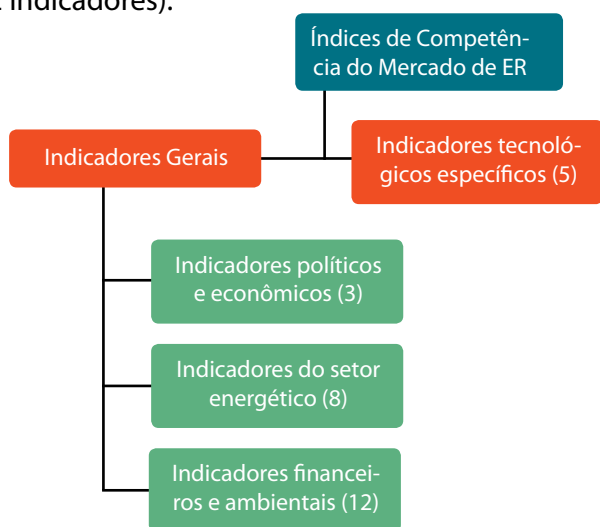 indicadores).
Índices de Competên-
cia do Mercado de ER
Indicadores Gerais
Indicadores tecnoló-
gicos específicos (5)
Indicadores políticos
e econômicos (3)
Indicadores do setor
energético (8)
Indicadores financei-
ros e ambientais (12)